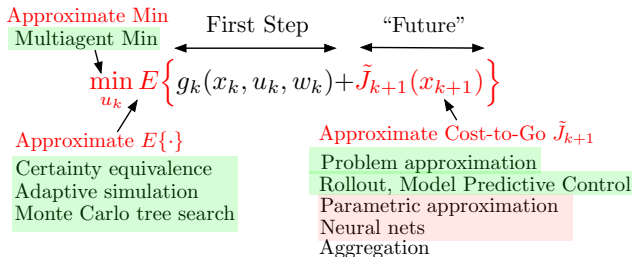 Approximate Min
Multiagent Min
First Step
“Future”
min_{u_k} E{g_k(x_k, u_k, w_k)+J̃_{k+1}(x_{k+1})}
Approximate E{·}
Certainty equivalence
Adaptive simulation
Monte Carlo tree search
Approximate Cost-to-Go J̃_{k+1}
Problem approximation
Rollout, Model Predictive Control
Parametric approximation
Neural nets
Aggregation